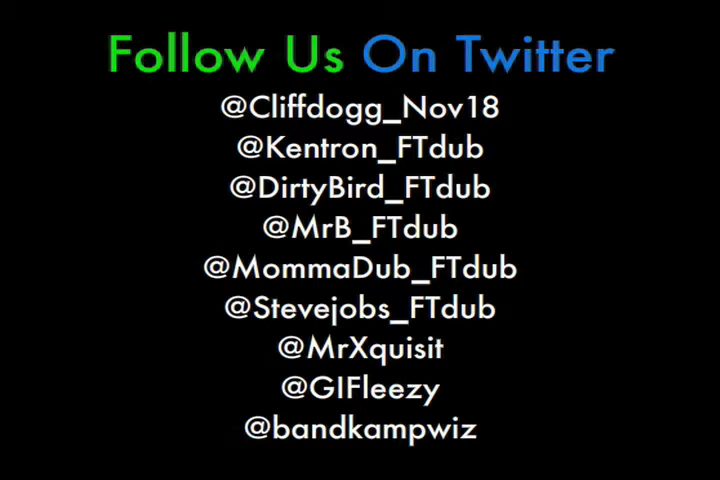 Follow Us On Twitter
@Cliffdogg_Nov18
@Kentron_FTdub
@DirtyBird_FTdub
@MrB_FTdub
@MommaDub_FTdub
@Stevejobs_FTdub
@MrXquisit
@GIFleezy
@bandkampwiz